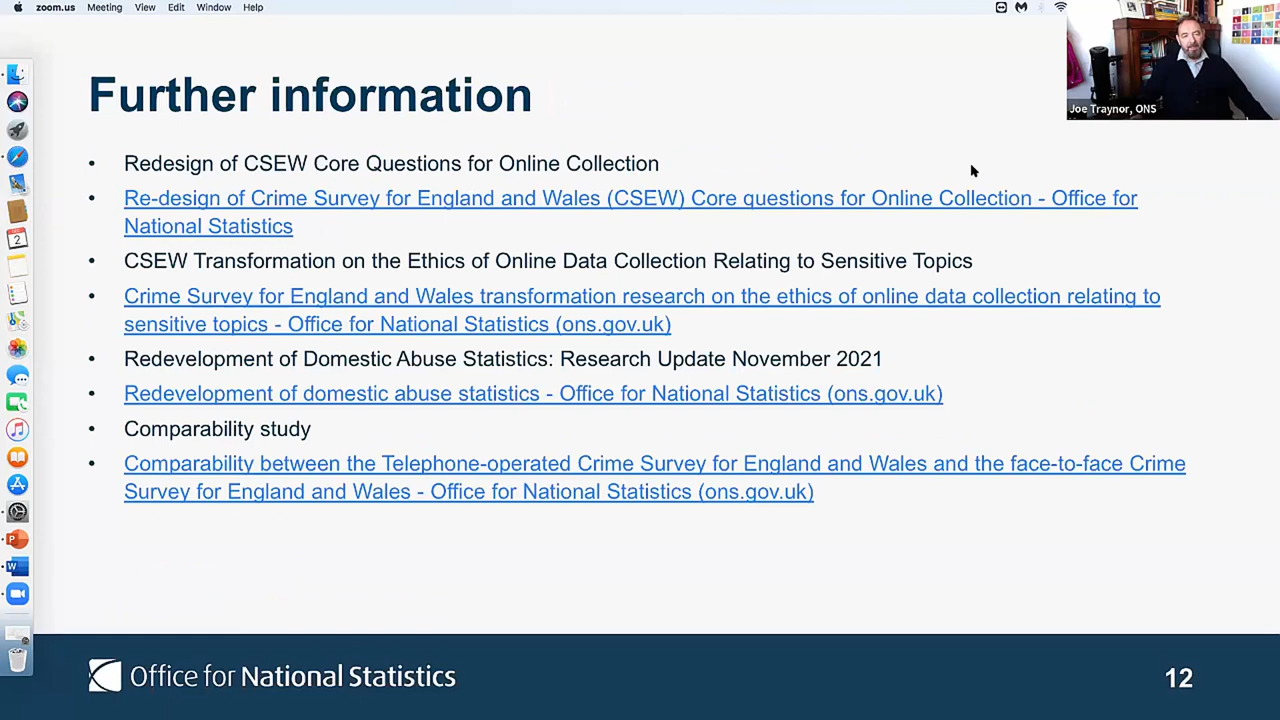 zoom.us Meeting View Edit Window Help
Joe Traynor, ONS
Further information
• Redesign of CSEW Core Questions for Online Collection
• Re-design of Crime Survey for England and Wales (CSEW) Core questions for Online Collection - Office for
National Statistics
• CSEW Transformation on the Ethics of Online Data Collection Relating to Sensitive Topics
• Crime Survey for England and Wales transformation research on the ethics of online data collection relating to
sensitive topics - Office for National Statistics (ons.gov.uk)
• Redevelopment of Domestic Abuse Statistics: Research Update November 2021
• Redevelopment of domestic abuse statistics - Office for National Statistics (ons.gov.uk)
• Comparability study
• Comparability between the Telephone-operated Crime Survey for England and Wales and the face-to-face Crime
Survey for England and Wales - Office for National Statistics (ons.gov.uk)
2
Office for National Statistics
12